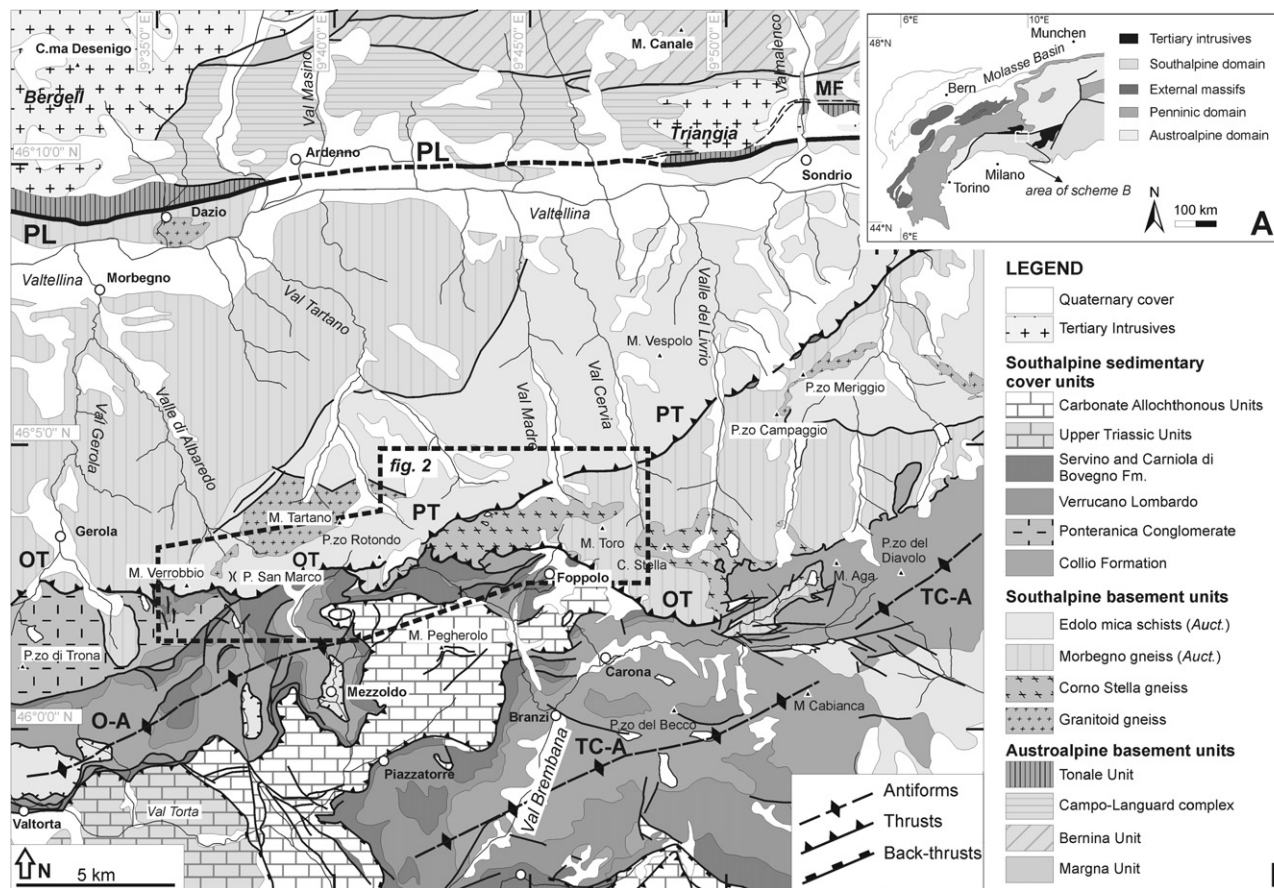 C.ma Desenigo
9°35'0" E
Val Masino
9°40'0" E
9°45'0" E
M. Canale
9°50'0" E
Valmalenco
MF
Bergell
Triangia
46°10'0" N
Ardenno
PL
Sondrio
Dazio
PL
Valtellina
Valtellina
Morbegno
Val Tartano
Valle del Livrio
M. Vespolo
Val Gerola
Valle di Albaredo
Val Madre
Val Cervia
P.zo Meriggio
PT
P.zo Campaggio
46°5'0" N
fig. 2
M. Tartano
PT
Gerola
P.zo Rotondo
M. Toro
P.zo del
Diavolo
OT
OT
C. Stella
M. Verrobbio
P. San Marco
Foppolo
M. Aga
OT
TC-A
M. Pegherolo
P.zo di Trona
Carona
Mezzoldo
46°0'0" N
O-A
Branzi
P.zo del Becco
M Cabianca
TC-A
Piazzatorre
Val Brembana
Valtorta
Val Torta
N
5 km
Antiforms
Thrusts
Back-thrusts
6°E
10°E
48°N
Munchen
Molasse Basin
Bern
Milano
Torino
area of scheme B
44°N
6°E
Tertiary intrusives
Southalpine domain
External massifs
Penninic domain
Austroalpine domain
N
100 km
A
LEGEND
Quaternary cover
Tertiary Intrusives
Southalpine sedimentary
cover units
Carbonate Allochthonous Units
Upper Triassic Units
Servino and Carniola di
Bovegno Fm.
Verrucano Lombardo
Ponteranica Conglomerate
Collio Formation
Southalpine basement units
Edolo mica schists (Auct.)
Morbegno gneiss (Auct.)
Corno Stella gneiss
Granitoid gneiss
Austroalpine basement units
Tonale Unit
Campo-Languard complex
Bernina Unit
Margna Unit